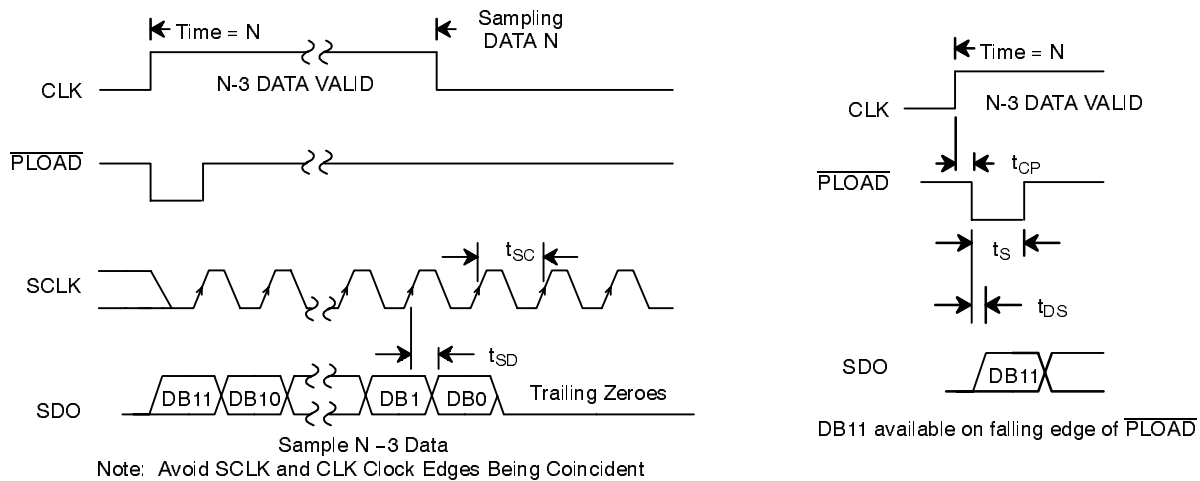 Time = N
Sampling
DATA N
CLK
N-3 DATA VALID
PLOAD
SCLK
tSC
tSD
SDO
DB11
DB10
DB1
DB0
Trailing Zeroes
Sample N –3 Data
Note: Avoid SCLK and CLK Clock Edges Being Coincident
Time = N
CLK
N-3 DATA VALID
tCP
PLOAD
tS
tDS
SDO
DB11
DB11 available on falling edge of PLOAD